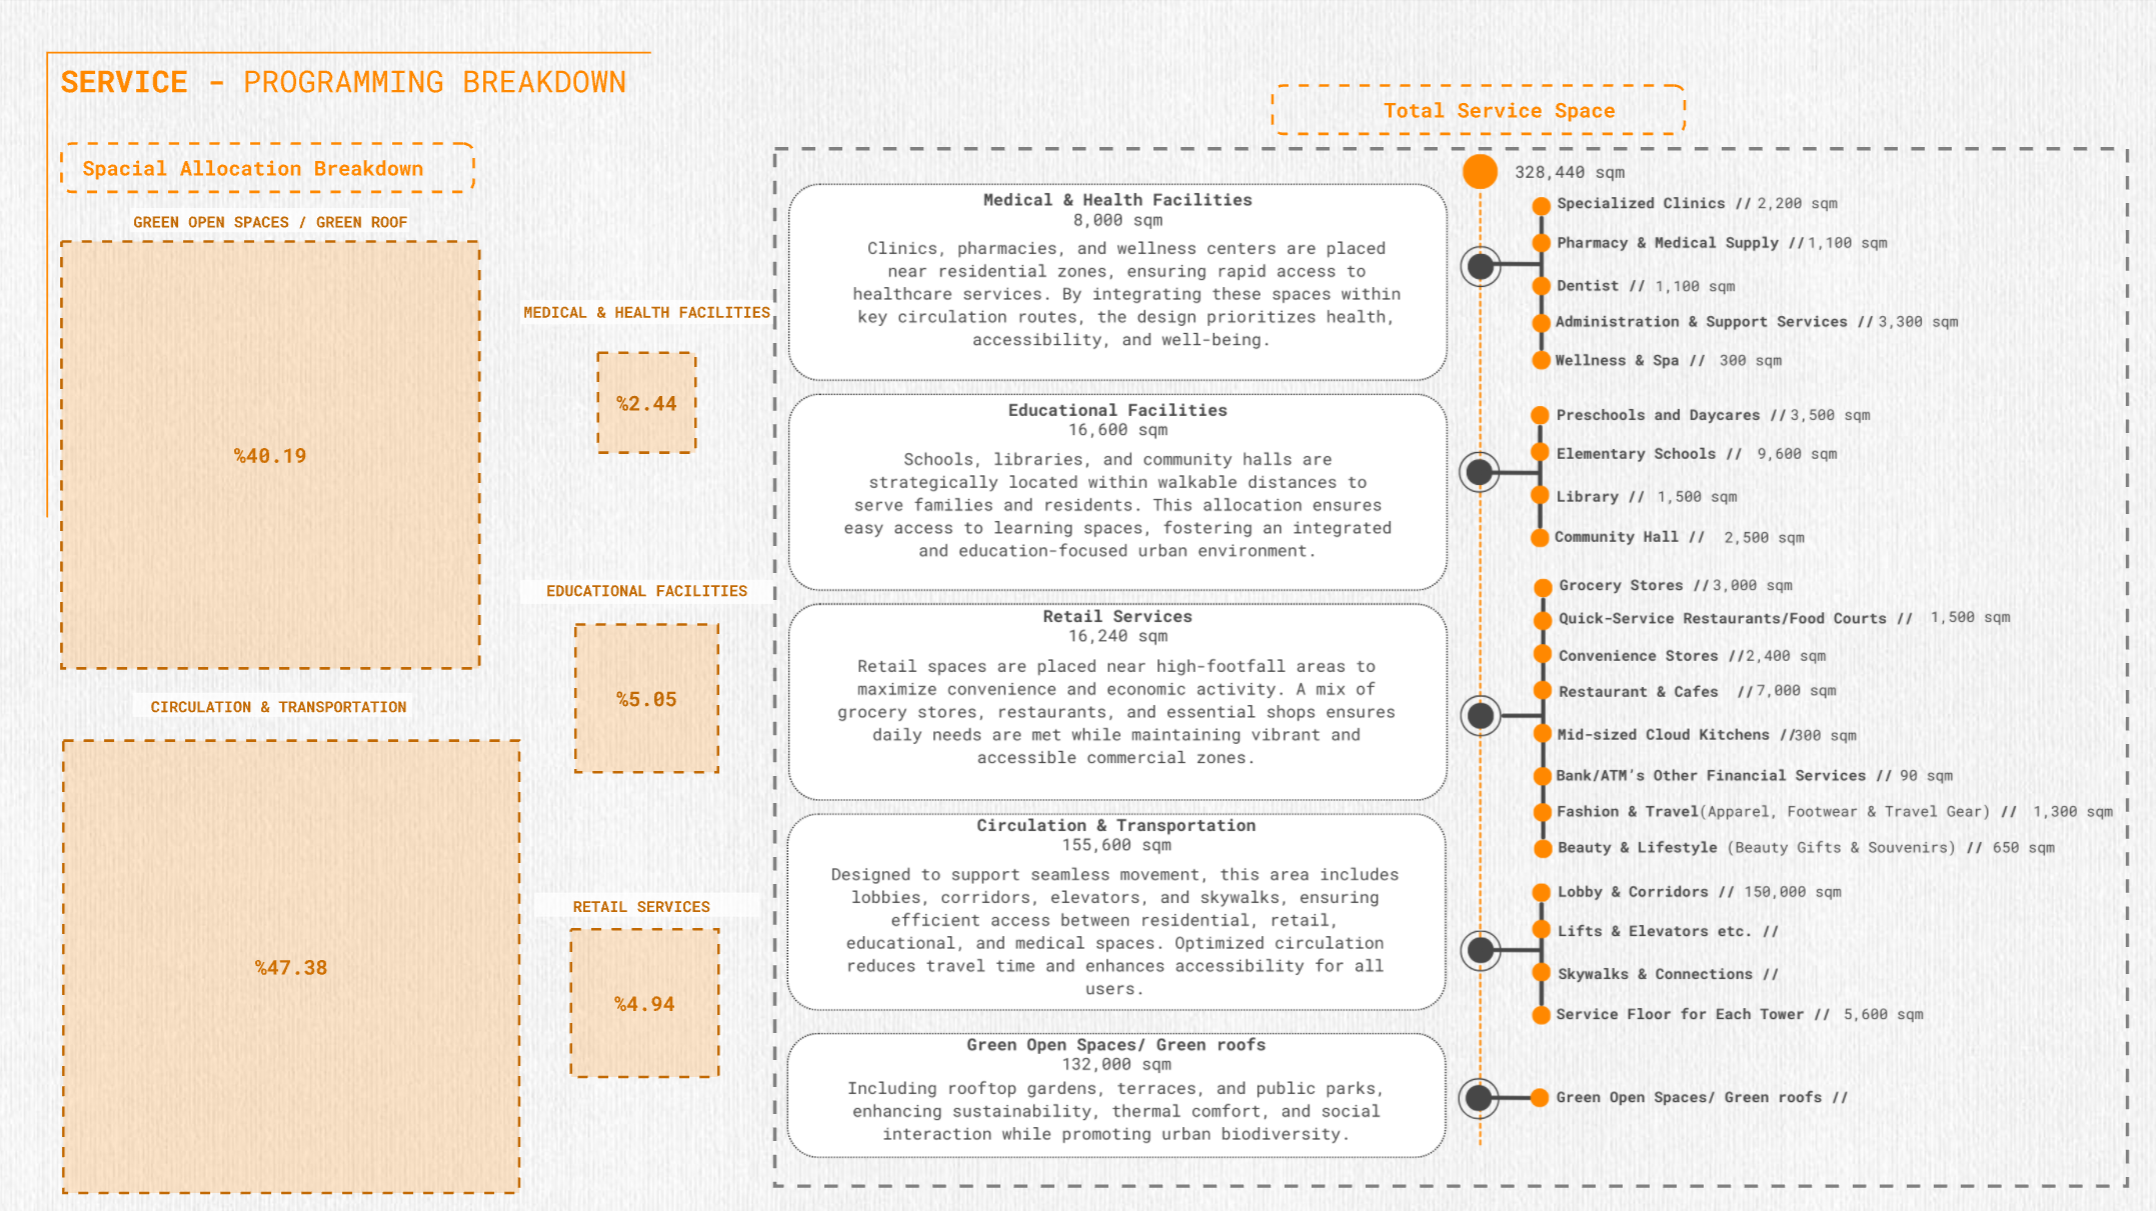 SERVICE - PROGRAMMING BREAKDOWN
Spacial Allocation Breakdown
GREEN OPEN SPACES / GREEN ROOF
%40.19
CIRCULATION & TRANSPORTATION
%47.38
MEDICAL & HEALTH FACILITIES
%2.44
EDUCATIONAL FACILITIES
%5.05
RETAIL SERVICES
%4.94
Total Service Space
328,440 sqm
Medical & Health Facilities
8,000 sqm
Clinics, pharmacies, and wellness centers are placed
near residential zones, ensuring rapid access to
healthcare services. By integrating these spaces within
key circulation routes, the design prioritizes health,
accessibility, and well-being.
Specialized Clinics // 2,200 sqm
Pharmacy & Medical Supply // 1,100 sqm
Dentist // 1,100 sqm
Administration & Support Services // 3,300 sqm
Wellness & Spa // 300 sqm
Educational Facilities
16,600 sqm
Schools, libraries, and community halls are
strategically located within walkable distances to
serve families and residents. This allocation ensures
easy access to learning spaces, fostering an integrated
and education-focused urban environment.
Preschools and Daycares // 3,500 sqm
Elementary Schools // 9,600 sqm
Library // 1,500 sqm
Community Hall // 2,500 sqm
Retail Services
16,240 sqm
Retail spaces are placed near high-footfall areas to
maximize convenience and economic activity. A mix of
grocery stores, restaurants, and essential shops ensures
daily needs are met while maintaining vibrant and
accessible commercial zones.
Grocery Stores // 3,000 sqm
Quick-Service Restaurants/Food Courts // 1,500 sqm
Convenience Stores //2,400 sqm
Restaurant & Cafes //7,000 sqm
Mid-sized Cloud Kitchens //300 sqm
Bank/ATM's Other Financial Services // 90 sqm
Fashion & Travel(Apparel, Footwear & Travel Gear) // 1,300 sqm
Beauty & Lifestyle (Beauty Gifts & Souvenirs) // 650 sqm
Circulation & Transportation
155,600 sqm
Designed to support seamless movement, this area includes
lobbies, corridors, elevators, and skywalks, ensuring
efficient access between residential, retail,
educational, and medical spaces. Optimized circulation
reduces travel time and enhances accessibility for all
users.
Lobby & Corridors // 150,000 sqm
Lifts & Elevators etc. //
Skywalks & Connections //
Service Floor for Each Tower // 5,600 sqm
Green Open Spaces/ Green roofs
132,000 sqm
Including rooftop gardens, terraces, and public parks,
enhancing sustainability, thermal comfort, and social
interaction while promoting urban biodiversity.
Green Open Spaces/ Green roofs //